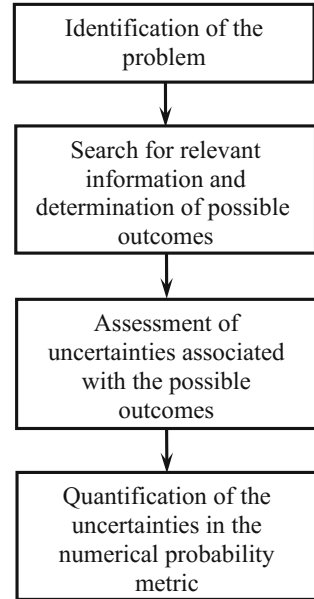 Identification of the
problem
Search for relevant
information and
determination of possible
outcomes
Assessment of
uncertainties associated
with the possible
outcomes
Quantification of the
uncertainties in the
numerical probability
metric